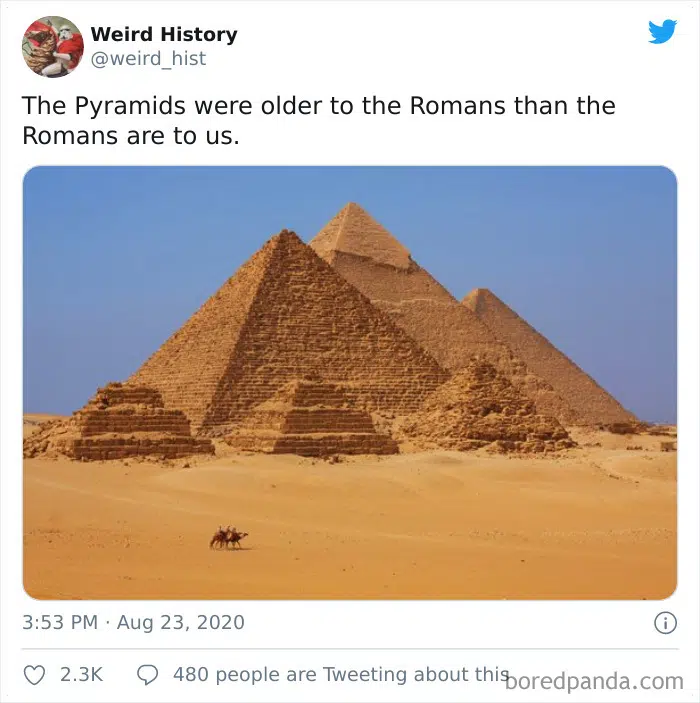 Weird History
@weird_hist
The Pyramids were older to the Romans than the
Romans are to us.
3:53 PM · Aug 23, 2020
2.3K 480 people are Tweeting about this
boredpanda.com